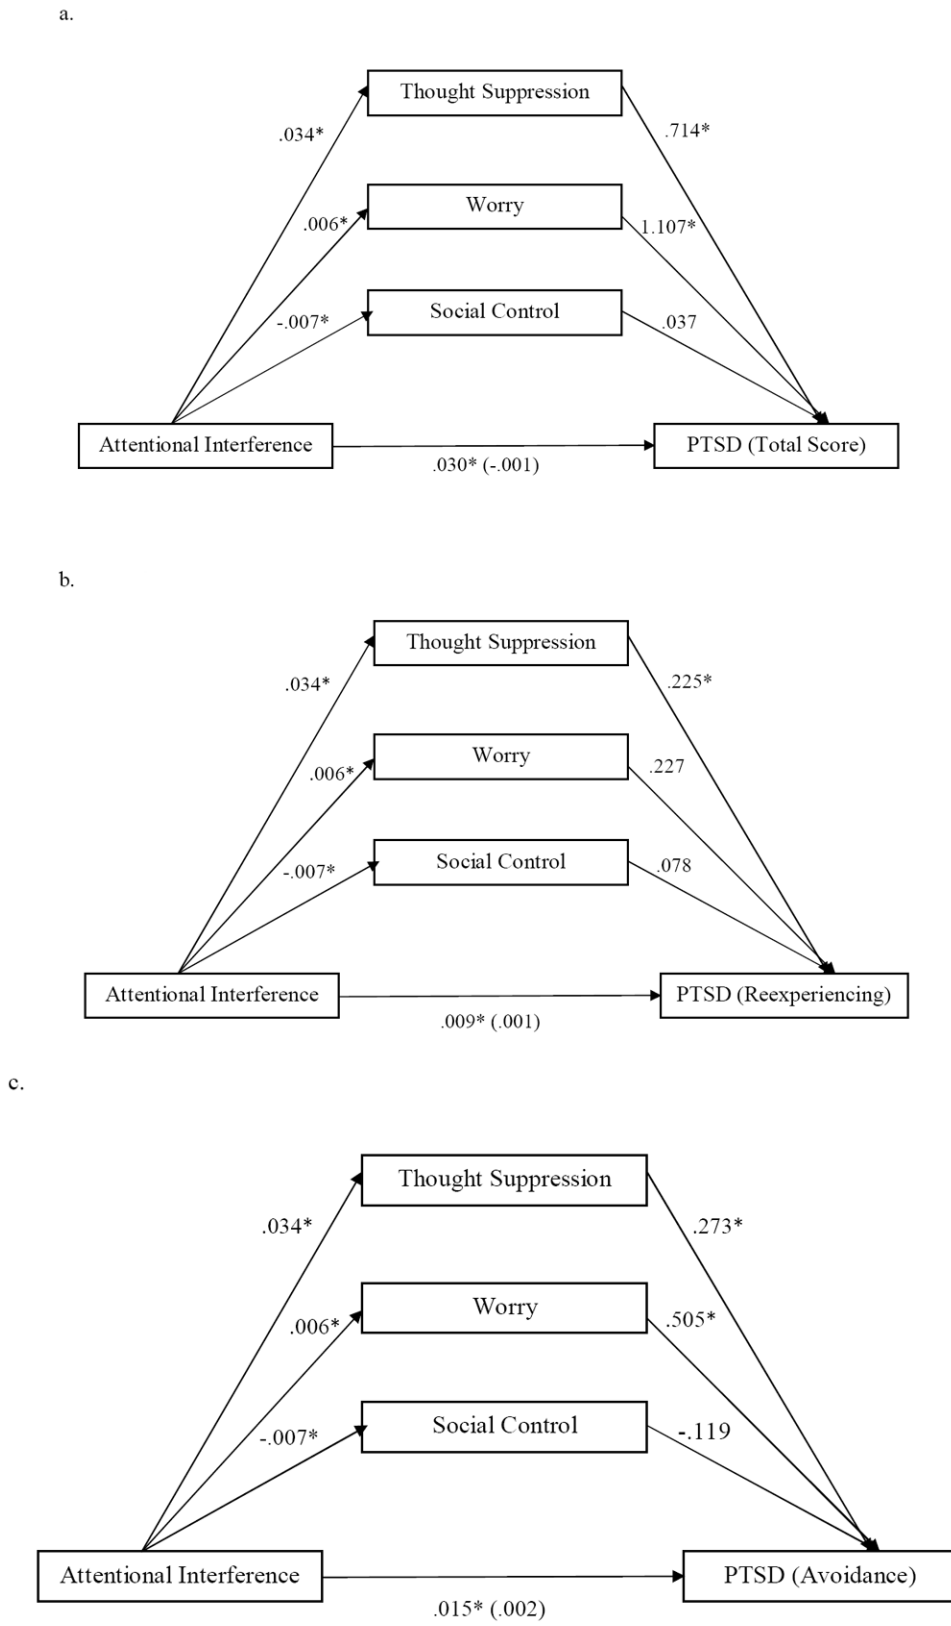 a.
Thought Suppression
.034*
.714*
Worry
.006*
1.107*
Social Control
-.007*
.037
Attentional Interference
PTSD (Total Score)
.030* (-.001)
b.
Thought Suppression
.034*
.225*
Worry
.006*
.227
Social Control
-.007*
.078
Attentional Interference
PTSD (Reexperiencing)
.009* (.001)
c.
Thought Suppression
.034*
.273*
Worry
.006*
.505*
Social Control
-.007*
-.119
Attentional Interference
PTSD (Avoidance)
.015* (.002)